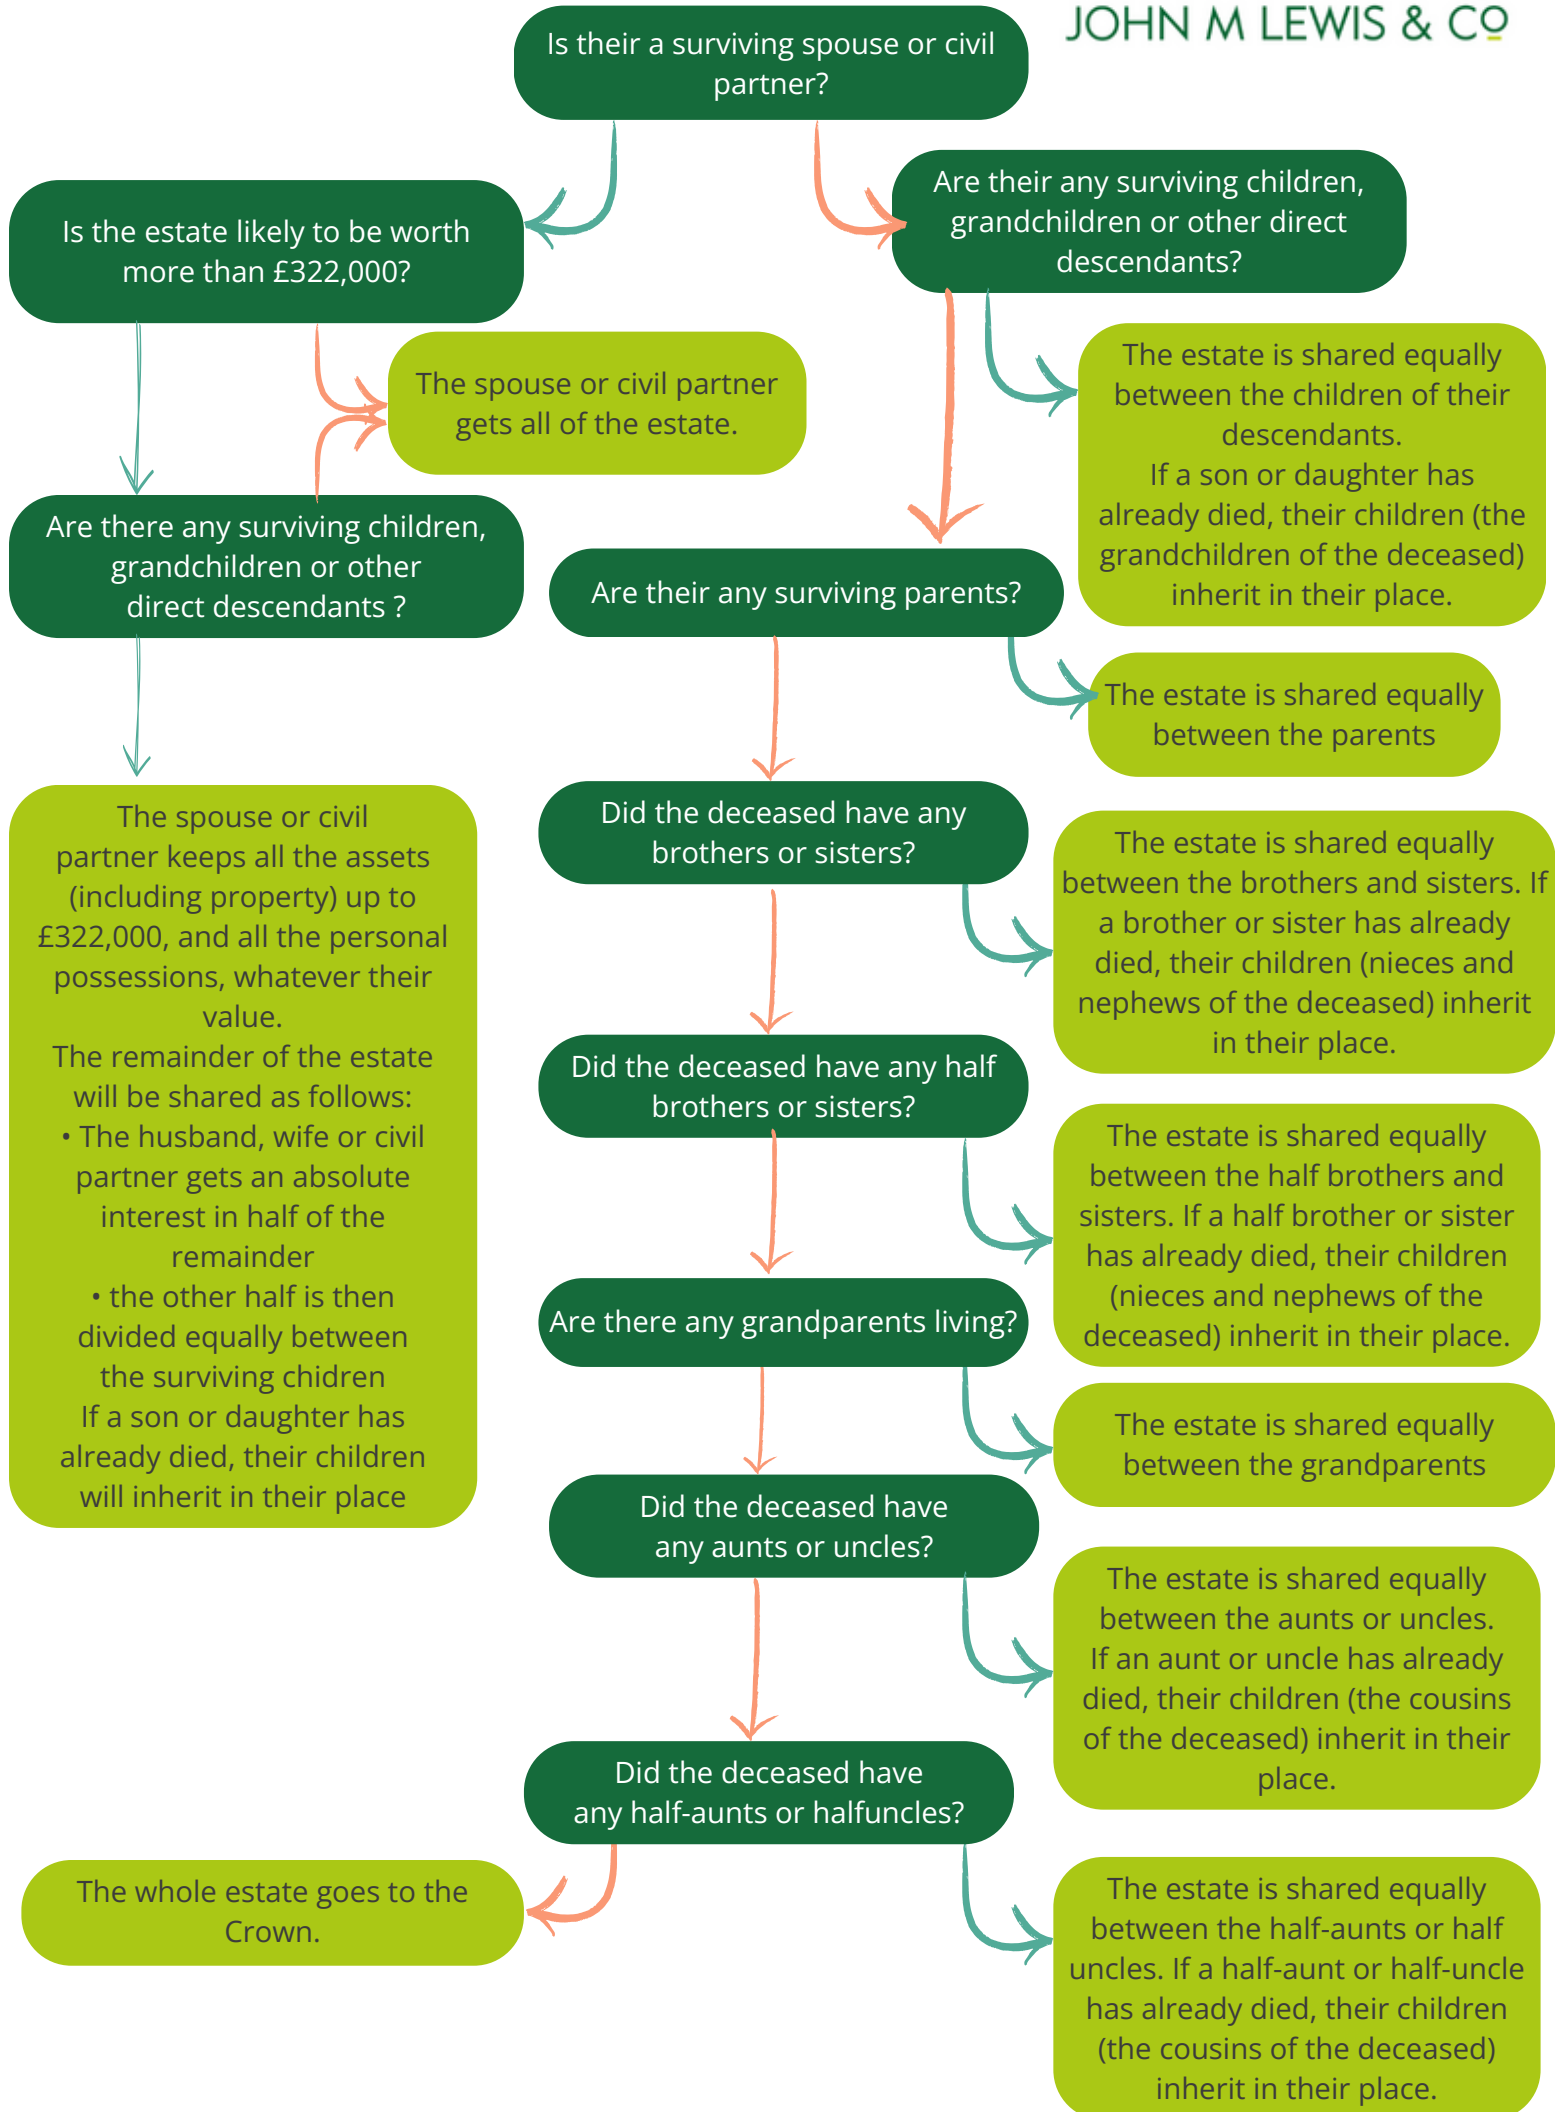 JOHN M LEWIS & CO
Is their a surviving spouse or civil
partner?
Are their any surviving children,
grandchildren or other direct
descendants?
Is the estate likely to be worth
more than £322,000?
The estate is shared equally
between the children of their
descendants.
If a son or daughter has
already died, their children (the
grandchildren of the deceased)
inherit in their place.
The spouse or civil partner
gets all of the estate.
Are there any surviving children,
grandchildren or other
direct descendants ?
Are their any surviving parents?
The estate is shared equally
between the parents
The spouse or civil
partner keeps all the assets
(including property) up to
£322,000, and all the personal
possessions, whatever their
value.
The remainder of the estate
will be shared as follows:
• The husband, wife or civil
partner gets an absolute
interest in half of the
remainder
• the other half is then
divided equally between
the surviving chidren
If a son or daughter has
already died, their children
will inherit in their place
Did the deceased have any
brothers or sisters?
The estate is shared equally
between the brothers and sisters. If
a brother or sister has already
died, their children (nieces and
nephews of the deceased) inherit
in their place.
Did the deceased have any half
brothers or sisters?
The estate is shared equally
between the half brothers and
sisters. If a half brother or sister
has already died, their children
(nieces and nephews of the
deceased) inherit in their place.
Are there any grandparents living?
The estate is shared equally
between the grandparents
Did the deceased have
any aunts or uncles?
The estate is shared equally
between the aunts or uncles.
If an aunt or uncle has already
died, their children (the cousins
of the deceased) inherit in their
place.
Did the deceased have
any half-aunts or halfuncles?
The whole estate goes to the
Crown.
The estate is shared equally
between the half-aunts or half
uncles. If a half-aunt or half-uncle
has already died, their children
(the cousins of the deceased)
inherit in their place.